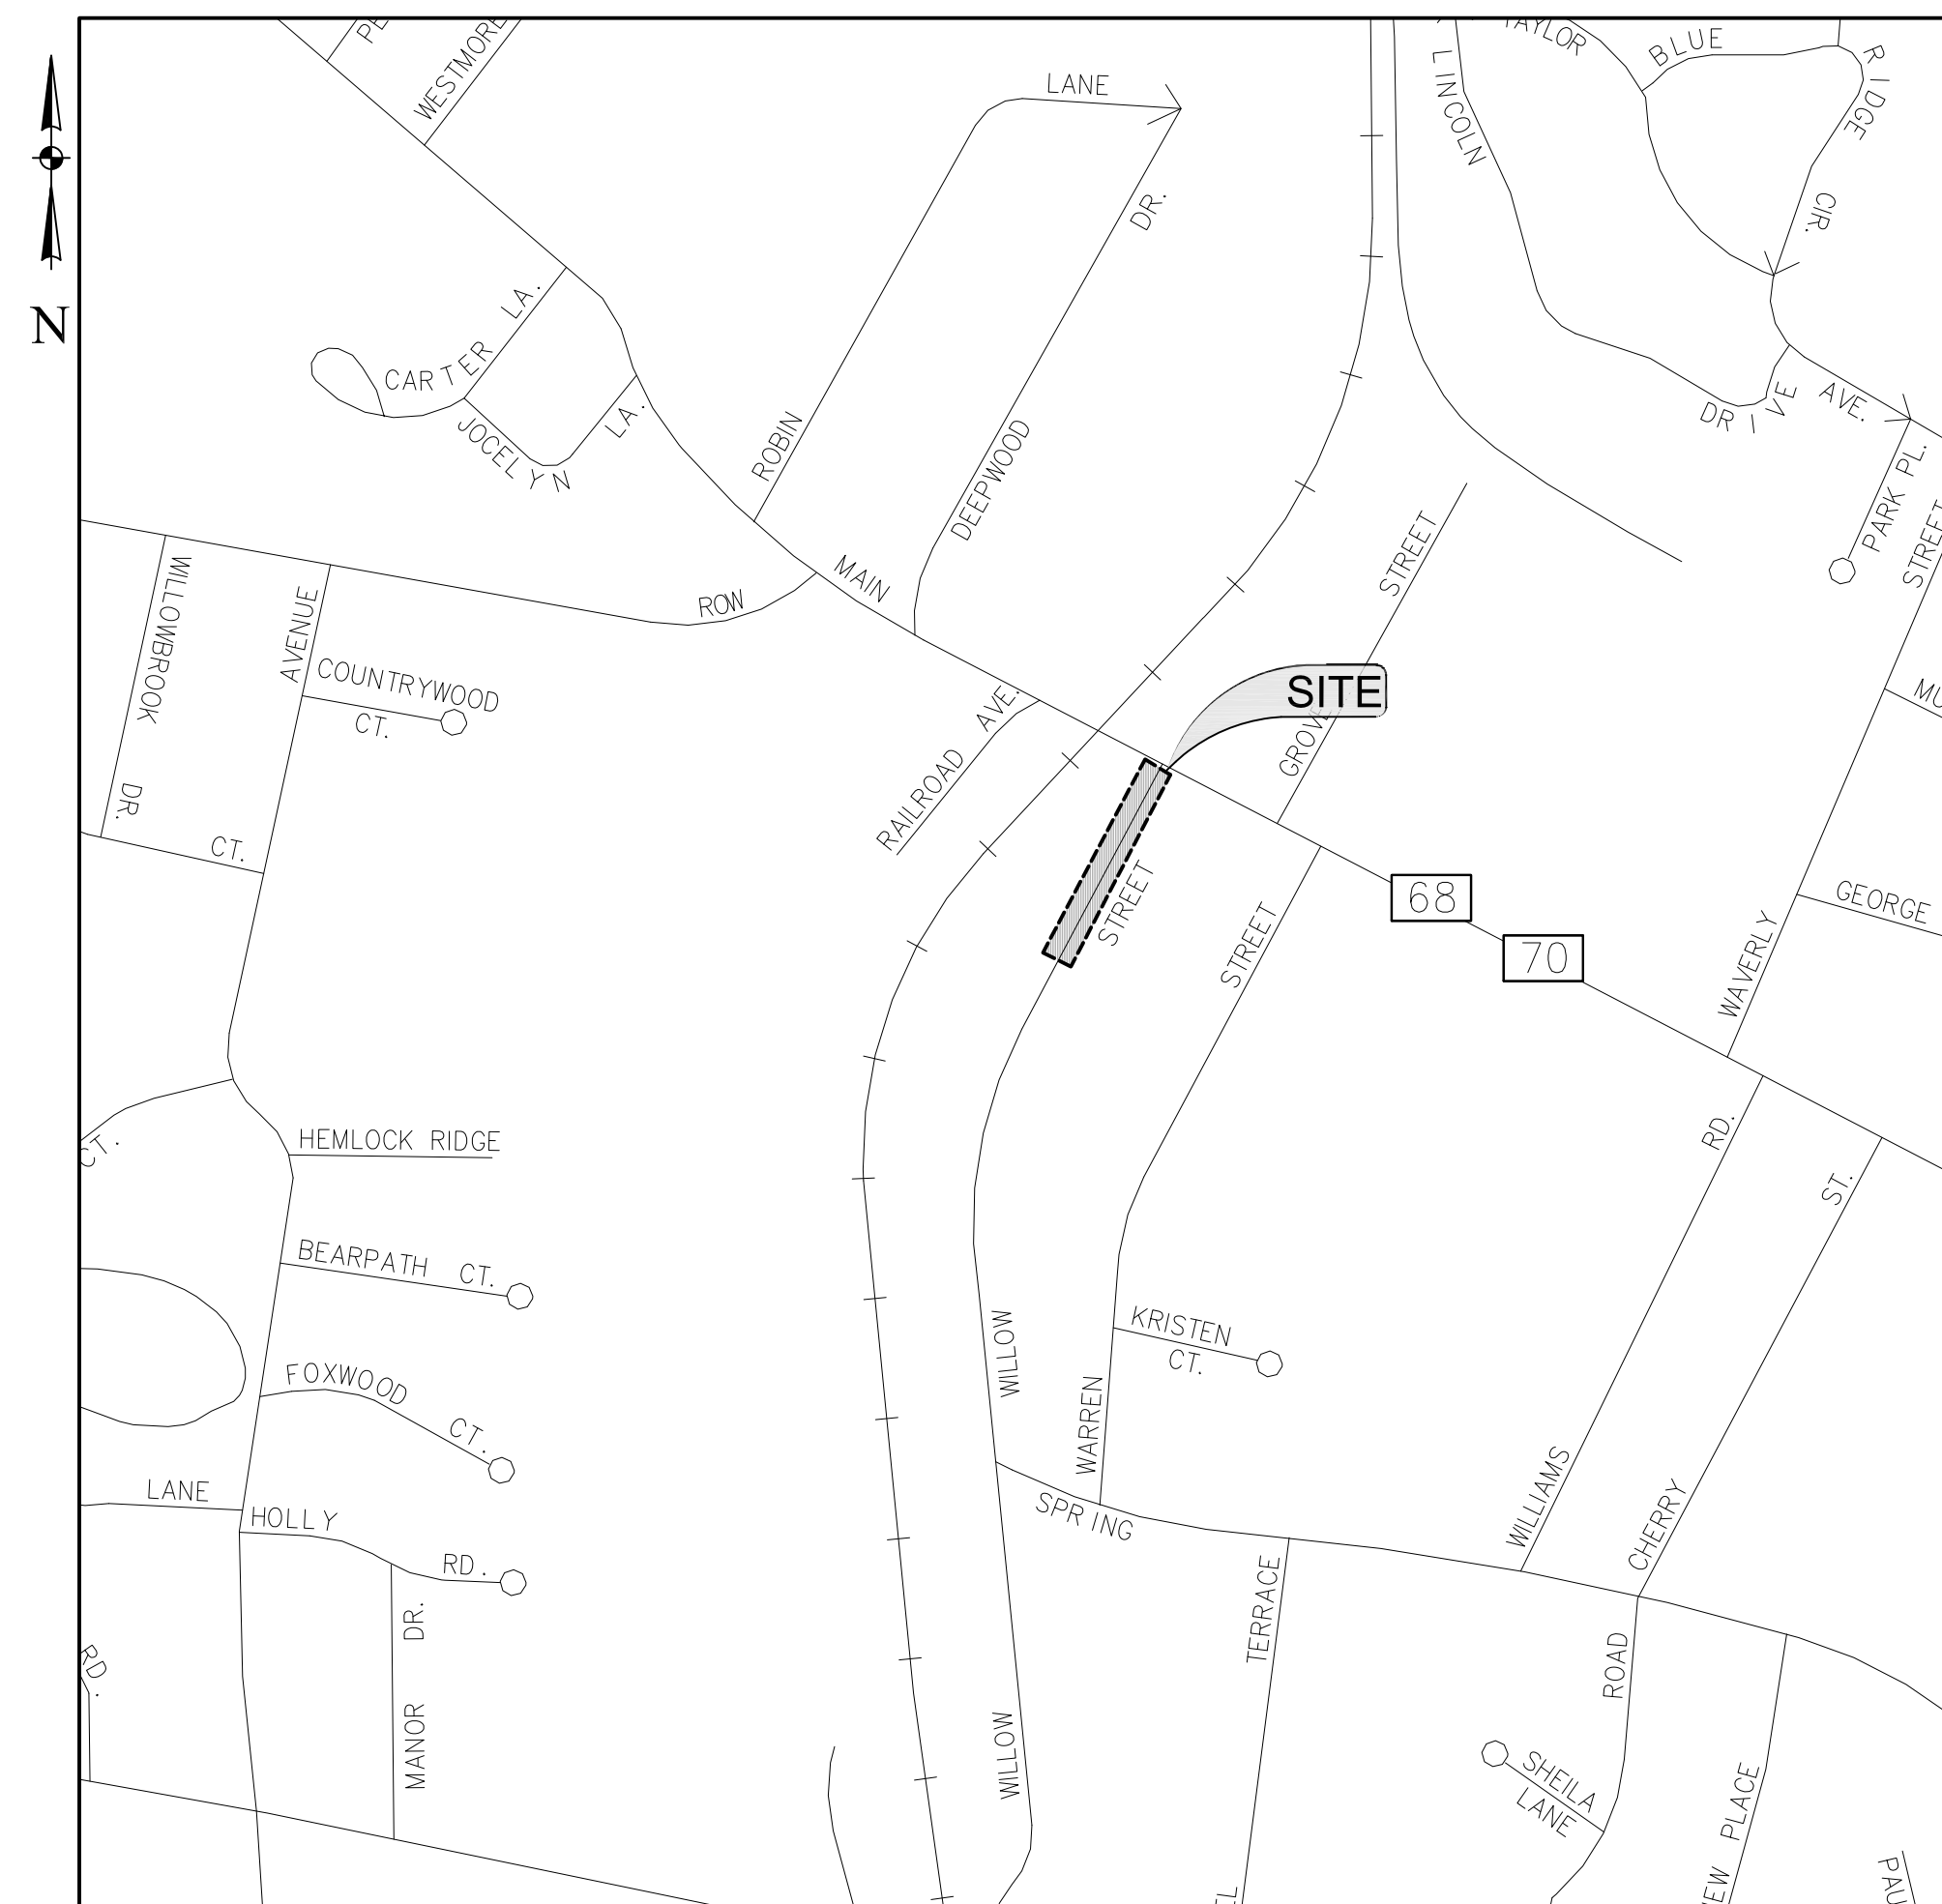 WESTMORE
LANE
TAYLOR
BLUE
RIDGE
CIR.
LINCOLN
DRIVE
AVE.
PARK PL.
STREET
N
DR.
CARTER LA.
JOCELYN LA.
ROBIN
DEEPWOOD
MAIN
ROW
STREET
WILLOWBROOK
DR.
AVENUE
COUNTRYWOOD
CT.
CT.
RAILROAD AVE.
SITE
GROVE
STREET
STREET
68
70
GEORGE
WAVERLY
CT.
HEMLOCK RIDGE
BEARPATH CT.
FOXWOOD CT.
LANE
HOLLY RD.
MANOR DR.
RD.
WILLOW
WARREN
KRISTEN
CT.
SPRING
WILLIAMS
RD.
CHERRY
ST.
TERRACE
ROAD
WILLOW
SHEILA
LANE
PLACE